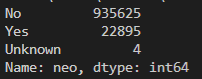 No 935625
Yes 22895
Unknown 4
Name: neo, dtype: int64